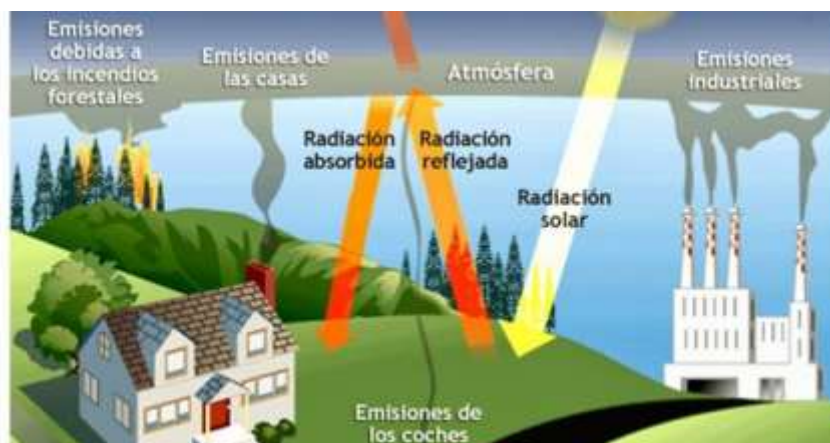 Emisiones
debidas a
los incendios
forestales
Emisiones de
las casas
Atmósfera
Emisiones
industriales
Radiación
absorbida
Radiación
reflejada
Radiación
solar
Emisiones de
los coches